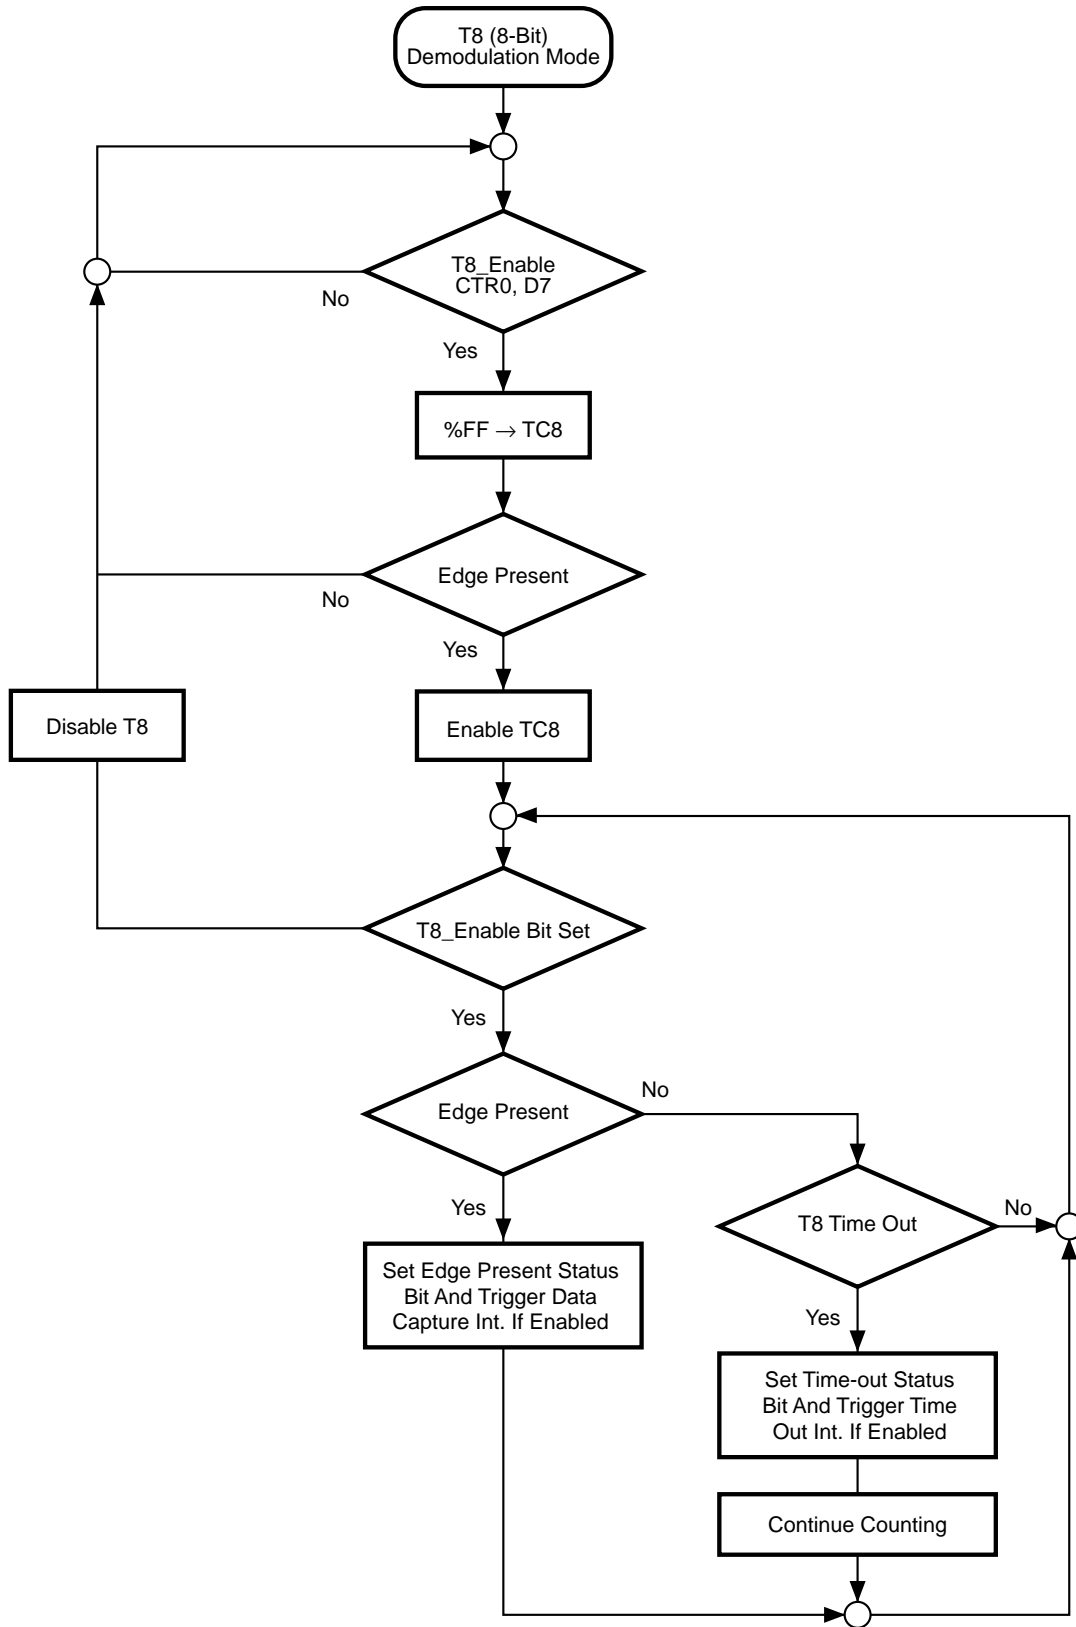 T8 (8-Bit)
Demodulation Mode
T8_Enable
CTR0, D7
No
Yes
%FF → TC8
Edge Present
No
Yes
Disable T8
Enable TC8
T8_Enable Bit Set
Yes
Edge Present
No
Yes
T8 Time Out
No
Set Edge Present Status
Bit And Trigger Data
Capture Int. If Enabled
Yes
Set Time-out Status
Bit And Trigger Time
Out Int. If Enabled
Continue Counting